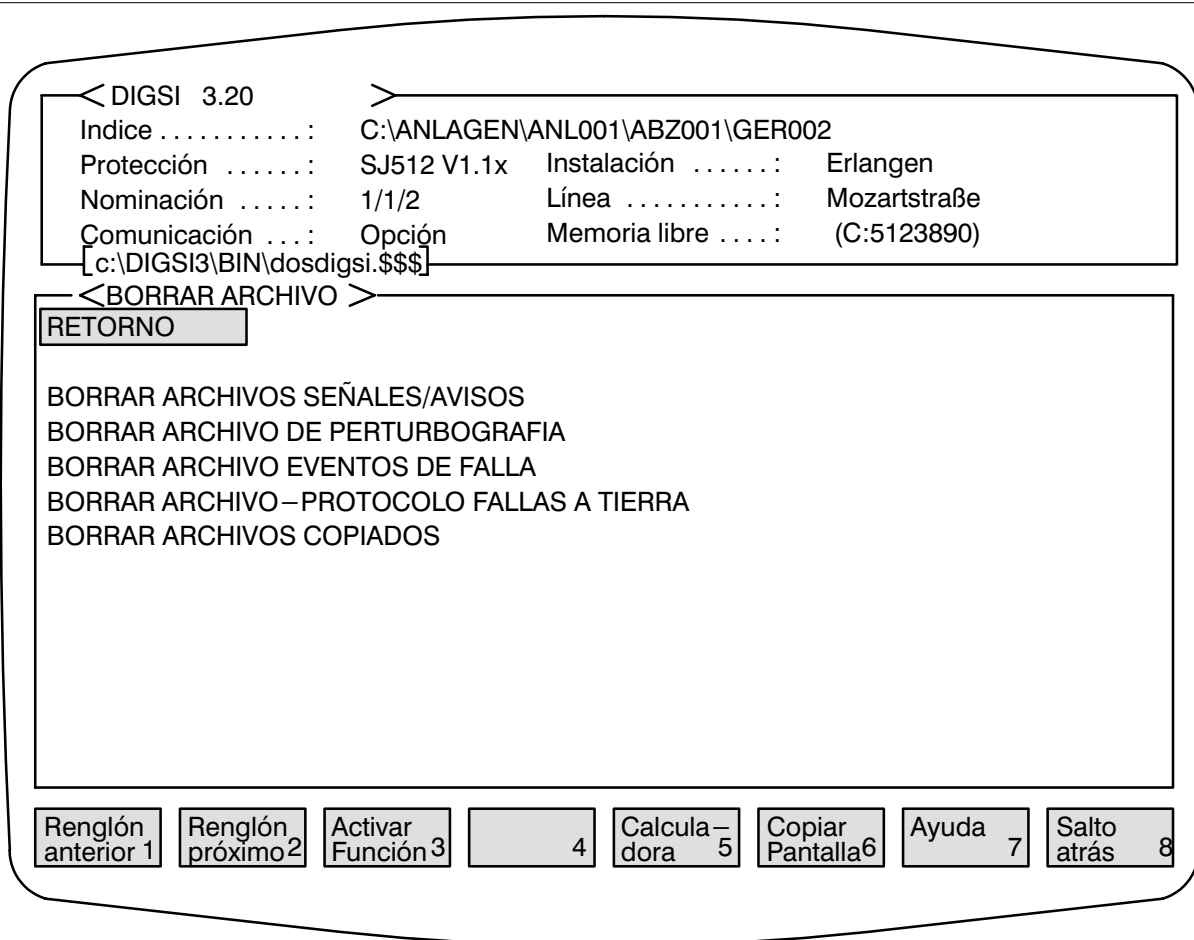 < DIGSI 3.20 >
Indice . . . . . . . . . . . : C:\ANLAGEN\ANL001\ABZ001\GER002
Protección . . . . . . : SJ512 V1.1x Instalación . . . . . . : Erlangen
Nominación . . . . . : 1/1/2 Línea . . . . . . . . . . . : Mozartstraße
Comunicación . . . : Opción Memoria libre . . . . : (C:5123890)
[c:\DIGSI3\BIN\dosdigsi.$$$]
<BORRAR ARCHIVO >
RETORNO
BORRAR ARCHIVOS SEÑALES/AVISOS
BORRAR ARCHIVO DE PERTURBOGRAFIA
BORRAR ARCHIVO EVENTOS DE FALLA
BORRAR ARCHIVO–PROTOCOLO FALLAS A TIERRA
BORRAR ARCHIVOS COPIADOS
Renglón anterior 1
Renglón próximo 2
Activar Función 3
4
Calcula– dora 5
Copiar Pantalla 6
Ayuda 7
Salto atrás 8